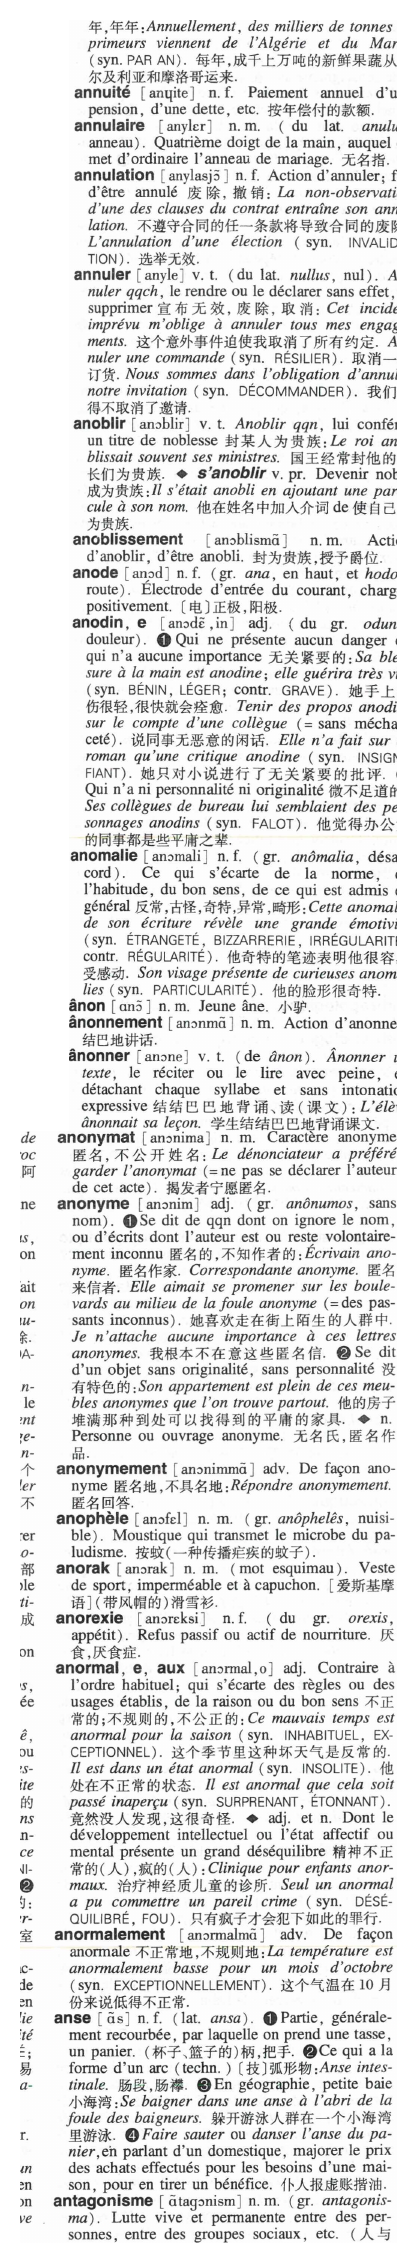 年,年年:Annuellement, des milliers de tonnes
primeurs viennent de l'Algérie et du Mar
(syn. PAR AN). 每年,成千上万吨的新鲜果蔬从
尔及利亚和摩洛哥运来.
annuité [anɥite] n. f. Paiement annuel d'u
pension, d'une dette, etc. 按年偿付的款额.
annulaire [anylɛr] n. m. ( du lat. anulu
anneau). Quatrième doigt de la main, auquel
met d'ordinaire l'anneau de mariage. 无名指.
annulation [anylasjɔ̃] n. f. Action d'annuler; f
d'être annulé 废除, 撤销: La non-observati
d'une des clauses du contrat entraîne son ann
lation. 不遵守合同的任一条款将导致合同的废除
L'annulation d'une élection ( syn. INVALID
TION). 选举无效.
annuler [anyle] v. t. (du lat. nullus, nul). A
nuler qqch, le rendre ou le déclarer sans effet,
supprimer 宣布无效, 废除, 取消: Cet incide
imprévu m'oblige à annuler tous mes engag
ments. 这个意外事件迫使我取消了所有约定. A
nuler une commande ( syn. RÉSILIER). 取消一
订货. Nous sommes dans l'obligation d'annul
notre invitation ( syn. DÉCOMMANDER). 我们
得不取消了邀请.
anoblir [anɔblir] v. t. Anoblir qqn, lui confé
un titre de noblesse 封某人为贵族: Le roi an
blissait souvent ses ministres. 国王经常封他的
长们为贵族. ◆ s'anoblir v. pr. Devenir nob
成为贵族: Il s'était anobli en ajoutant une par
cule à son nom. 他在姓名中加入介词 de 使自己
为贵族.
anoblissement [anɔblismɑ̃] n. m. Acti
d'anoblir, d'être anobli. 封为贵族,授予爵位.
anode [anɔd] n. f. (gr. ana, en haut, et hodo
route). Électrode d'entrée du courant, charg
positivement. [电]正极,阳极.
anodin, e [anɔdɛ̃,in] adj. ( du gr. odun
douleur). ❶ Qui ne présente aucun danger
qui n'a aucune importance 无关紧要的: Sa ble
sure à la main est anodine; elle guérira très v
(syn. BÉNIN, LÉGER; contr. GRAVE). 她手上
伤很轻,很快就会痊愈. Tenir des propos anodi
sur le compte d'une collègue (= sans mécha
ceté). 说同事无恶意的闲话. Elle n'a fait sur
roman qu'une critique anodine ( syn. INSIGN
FIANT). 她只对小说进行了无关紧要的批评.
Qui n'a ni personnalité ni originalité 微不足道的
Ses collègues de bureau lui semblaient des pe
sonnages anodins ( syn. FALOT). 他觉得办公
的同事都是些平庸之辈.
anomalie [anɔmali] n. f. ( gr. anômalia, désa
cord). Ce qui s'écarte de la norme,
l'habitude, du bon sens, de ce qui est admis
général 反常,古怪,奇特,异常,畸形: Cette anomal
de son écriture révèle une grande émotivi
(syn. ÉTRANGETÉ, BIZZARRERIE, IRRÉGULARITÉ
contr. RÉGULARITÉ). 他奇特的笔迹表明他很容
受感动. Son visage présente de curieuses anom
lies (syn. PARTICULARITÉ). 他的脸形很奇特.
ânon [ɑnɔ̃] n. m. Jeune âne. 小驴.
ânonnement [anɔnmɑ̃] n. m. Action d'anonne
结巴地讲话.
ânonner [anɔne] v. t. (de ânon). Ânonner u
texte, le réciter ou le lire avec peine,
détachant chaque syllabe et sans intonatio
expressive 结结巴巴地背诵、读(课文): L'élè
ânonnait sa leçon. 学生结结巴巴地背诵课文.
anonymat [anɔnima] n. m. Caractère anonyme
匿名,不公开姓名: Le dénonciateur a préféré
garder l'anonymat (= ne pas se déclarer l'auteur
de cet acte). 揭发者宁愿匿名.
anonyme [anɔnim] adj. ( gr. anônumos, sans
nom). ❶ Se dit de qqn dont on ignore le nom,
ou d'écrits dont l'auteur est ou reste volontaire-
ment inconnu 匿名的,不知作者的: Écrivain ano-
nyme. 匿名作家. Correspondante anonyme. 匿名
来信者. Elle aimait se promener sur les boule-
vards au milieu de la foule anonyme (= des pas-
sants inconnus). 她喜欢走在街上陌生的人群中.
Je n'attache aucune importance à ces lettres
anonymes. 我根本不在意这些匿名信. ❷ Se dit
d'un objet sans originalité, sans personnalité 没
有特色的: Son appartement est plein de ces meu-
bles anonymes que l'on trouve partout. 他的房子
堆满那种到处可以找得到的平庸的家具. ◆ n.
Personne ou ouvrage anonyme. 无名氏,匿名作
品.
anonymement [anɔnimmɑ̃] adv. De façon ano-
nyme 匿名地,不具名地: Répondre anonymement.
匿名回答.
anophèle [anɔfɛl] n. m. ( gr. anôphelês, nuisi-
ble). Moustique qui transmet le microbe du pa-
ludisme. 按蚊(一种传播疟疾的蚊子).
anorak [anɔrak] n. m. (mot esquimau). Veste
de sport, imperméable et à capuchon. [爱斯基摩
语](带风帽的)滑雪衫.
anorexie [anɔrɛksi] n. f. ( du gr. orexis,
appétit). Refus passif ou actif de nourriture. 厌
食,厌食症.
anormal, e, aux [anɔrmal,o] adj. Contraire à
l'ordre habituel; qui s'écarte des règles ou des
usages établis, de la raison ou du bon sens 不正
常的;不规则的,不公正的: Ce mauvais temps est
anormal pour la saison ( syn. INHABITUEL, EX-
CEPTIONNEL). 这个季节里这种坏天气是反常的.
Il est dans un état anormal ( syn. INSOLITE). 他
处在不正常的状态. Il est anormal que cela soit
passé inaperçu (syn. SURPRENANT, ÉTONNANT).
竟然没人发现,这很奇怪. ◆ adj. et n. Dont le
développement intellectuel ou l'état affectif ou
mental présente un grand déséquilibre 精神不正
常的(人),疯的(人): Clinique pour enfants anor-
maux. 治疗神经质儿童的诊所. Seul un anormal
a pu commettre un pareil crime ( syn. DÉSÉ-
QUILIBRÉ, FOU). 只有疯子才会犯下如此的罪行.
anormalement [anɔrmalmɑ̃] adv. De façon
anormale 不正常地,不规则地: La température est
anormalement basse pour un mois d'octobre
(syn. EXCEPTIONNELLEMENT). 这个气温在 10 月
份来说低得不正常.
anse [ɑ̃s] n. f. (lat. ansa). ❶ Partie, générale-
ment recourbée, par laquelle on prend une tasse,
un panier. (杯子、篮子的)柄,把手. ❷ Ce qui a la
forme d'un arc (techn. ) [技]弧形物: Anse intes-
tinale. 肠段,肠襻. ❸ En géographie, petite baie
小海湾: Se baigner dans une anse à l'abri de la
foule des baigneurs. 躲开游泳人群在一个小海湾
里游泳. ❹ Faire sauter ou danser l'anse du pa-
nier, en parlant d'un domestique, majorer le prix
des achats effectués pour les besoins d'une mai-
son, pour en tirer un bénéfice. 仆人报虚账揩油.
antagonisme [ɑ̃tagɔnism] n. m. ( gr. antagonis-
ma). Lutte vive et permanente entre des per-
sonnes, entre des groupes sociaux, etc. (人与